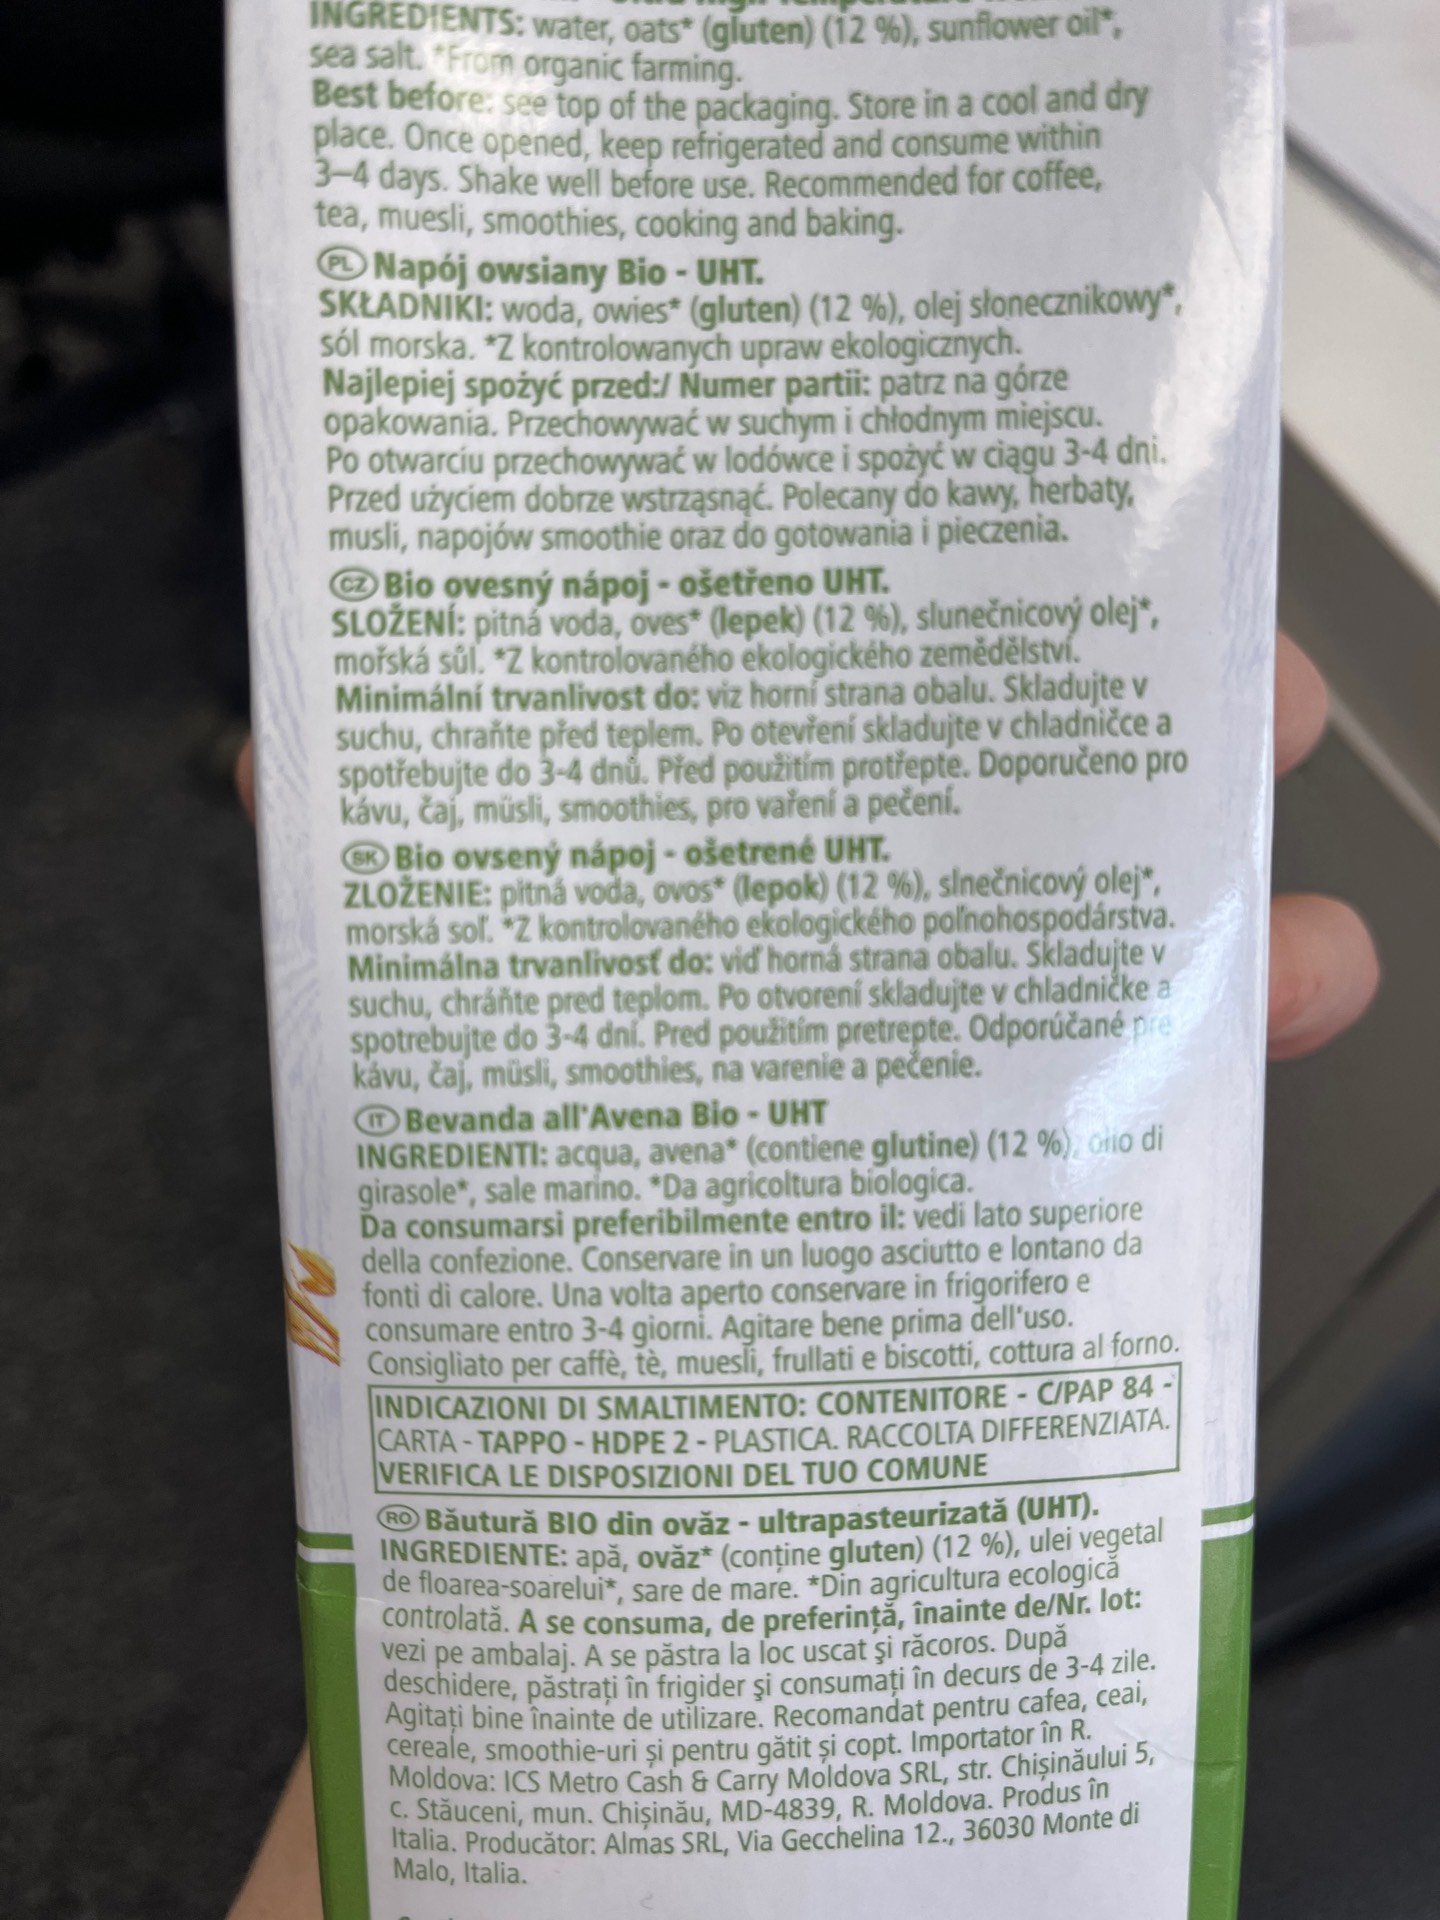 INGREDIENTS: water, oats* (gluten) (12 %), sunflower oil*,
sea salt. *From organic farming.
Best before: see top of the packaging. Store in a cool and dry
place. Once opened, keep refrigerated and consume within
3–4 days. Shake well before use. Recommended for coffee,
tea, muesli, smoothies, cooking and baking.
PL Napój owsiany Bio - UHT.
SKŁADNIKI: woda, owies* (gluten) (12 %), olej słonecznikowy*,
sól morska. *Z kontrolowanych upraw ekologicznych.
Najlepiej spożyć przed:/ Numer partii: patrz na górze
opakowania. Przechowywać w suchym i chłodnym miejscu.
Po otwarciu przechowywać w lodówce i spożyć w ciągu 3-4 dni.
Przed użyciem dobrze wstrząsnąć. Polecany do kawy, herbaty,
musli, napojów smoothie oraz do gotowania i pieczenia.
CZ Bio ovesný nápoj - ošetřeno UHT.
SLOŽENÍ: pitná voda, oves* (lepek) (12 %), slunečnicový olej*,
mořská sůl. *Z kontrolovaného ekologického zemědělství.
Minimální trvanlivost do: viz horní strana obalu. Skladujte v
suchu, chraňte před teplem. Po otevření skladujte v chladničce a
spotřebujte do 3-4 dnů. Před použitím protřepte. Doporučeno pro
kávu, čaj, müsli, smoothies, pro vaření a pečení.
SK Bio ovsený nápoj - ošetrené UHT.
ZLOŽENIE: pitná voda, ovos* (lepok) (12 %), slnečnicový olej*,
morská soľ. *Z kontrolovaného ekologického poľnohospodárstva.
Minimálna trvanlivosť do: viď horná strana obalu. Skladujte v
suchu, chráňte pred teplom. Po otvorení skladujte v chladničke a
spotrebujte do 3-4 dní. Pred použitím pretrepte. Odporúčané pre
kávu, čaj, müsli, smoothies, na varenie a pečenie.
IT Bevanda all'Avena Bio - UHT
INGREDIENTI: acqua, avena* (contiene glutine) (12 %), olio di
girasole*, sale marino. *Da agricoltura biologica.
Da consumarsi preferibilmente entro il: vedi lato superiore
della confezione. Conservare in un luogo asciutto e lontano da
fonti di calore. Una volta aperto conservare in frigorifero e
consumare entro 3-4 giorni. Agitare bene prima dell'uso.
Consigliato per caffè, tè, muesli, frullati e biscotti, cottura al forno.
INDICAZIONI DI SMALTIMENTO: CONTENITORE - C/PAP 84 -
CARTA - TAPPO - HDPE 2 - PLASTICA. RACCOLTA DIFFERENZIATA.
VERIFICA LE DISPOSIZIONI DEL TUO COMUNE
RO Băutură BIO din ovăz - ultrapasteurizată (UHT).
INGREDIENTE: apă, ovăz* (conține gluten) (12 %), ulei vegetal
de floarea-soarelui*, sare de mare. *Din agricultura ecologică
controlată. A se consuma, de preferință, înainte de/Nr. lot:
vezi pe ambalaj. A se păstra la loc uscat şi răcoros. După
deschidere, păstrați în frigider şi consumați în decurs de 3-4 zile.
Agitați bine înainte de utilizare. Recomandat pentru cafea, ceai,
cereale, smoothie-uri și pentru gătit și copt. Importator în R.
Moldova: ICS Metro Cash & Carry Moldova SRL, str. Chișinăului 5,
c. Stăuceni, mun. Chișinău, MD-4839, R. Moldova. Produs în
Italia. Producător: Almas SRL, Via Gecchelina 12., 36030 Monte di
Malo, Italia.